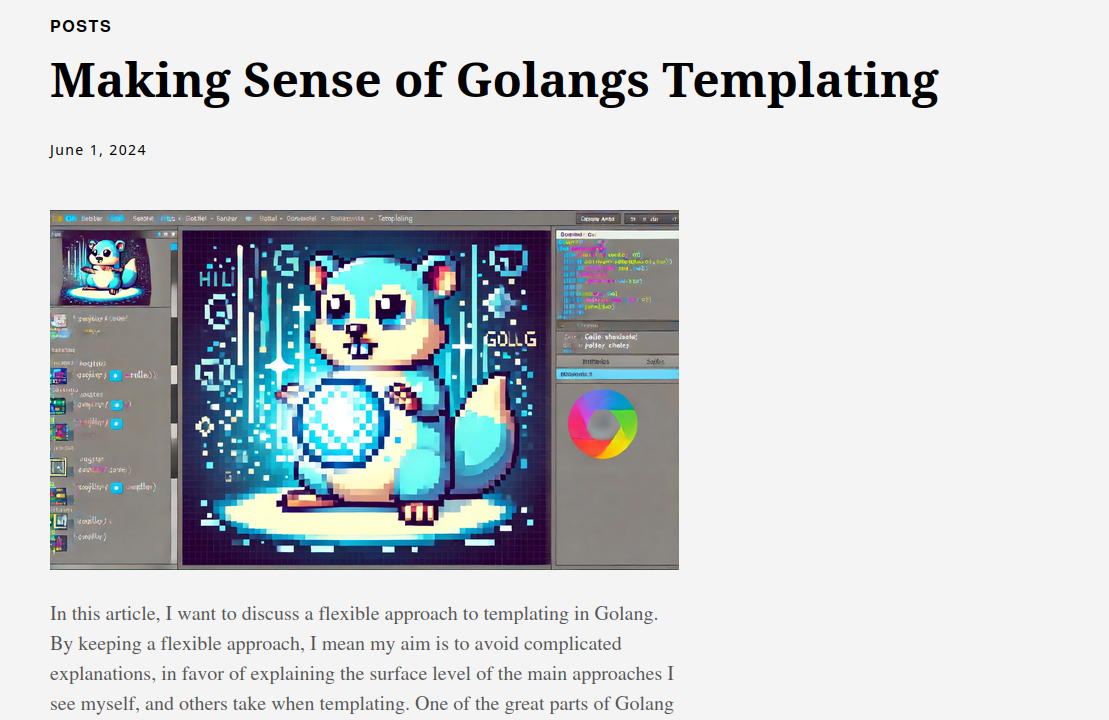 POSTS
Making Sense of Golangs Templating
June 1, 2024
Templeling
HILI
GOLLG
In this article, I want to discuss a flexible approach to templating in Golang.
By keeping a flexible approach, I mean my aim is to avoid complicated
explanations, in favor of explaining the surface level of the main approaches I
see myself, and others take when templating. One of the great parts of Golang